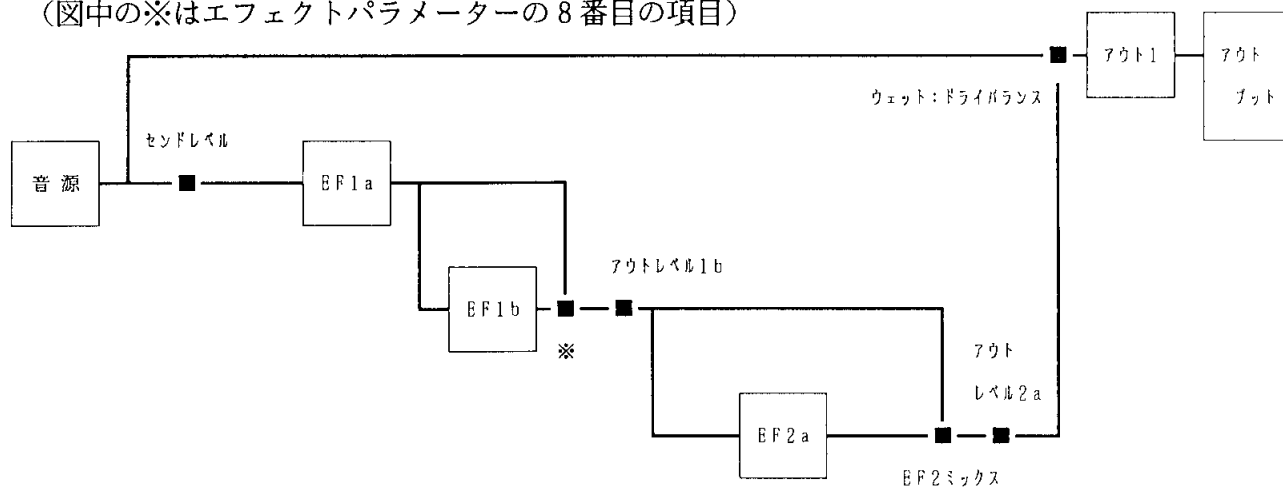 (図中の※はエフェクトパラメーターの8番目の項目)
アウト1
アウト
プット
ウェット:ドライバランス
センドレベル
音源
EF1a
アウトレベル1b
EF1b
※
アウト
レベル2a
EF2a
EF2ミックス